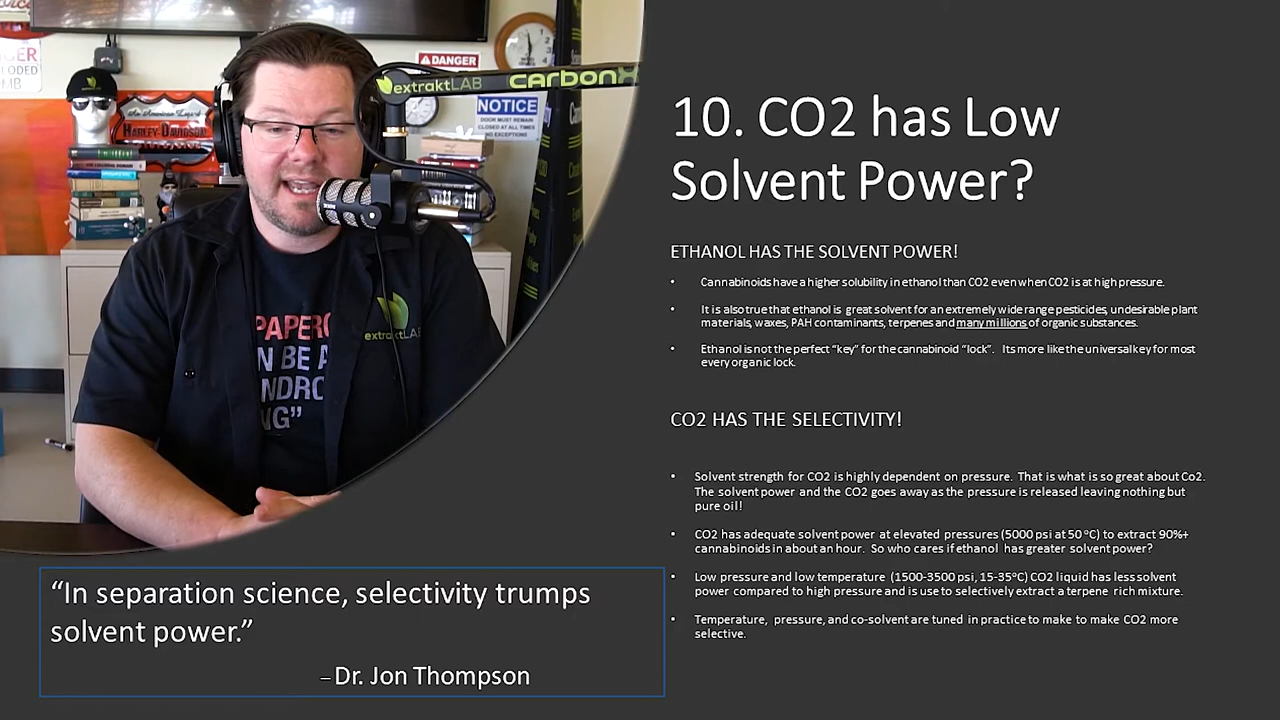 DANGER
extraktLAB carbonX
NOTICE
DOOR MUST REMAIN
CLOSED AT ALL TIMES
NO EXCEPTIONS
An American Legend
HARLEY-DAVIDSON
extraktLAB
10. CO2 has Low
Solvent Power?
ETHANOL HAS THE SOLVENT POWER!
• Cannabinoids have a higher solubility in ethanol than CO2 even when CO2 is at high pressure.
• It is also true that ethanol is great solvent for an extremely wide range pesticides, undesirable plant
materials, waxes, PAH contaminants, terpenes and many millions of organic substances.
• Ethanol is not the perfect “key” for the cannabinoid “lock”. Its more like the universal key for most
every organic lock.
CO2 HAS THE SELECTIVITY!
• Solvent strength for CO2 is highly dependent on pressure. That is what is so great about Co2.
The solvent power and the CO2 goes away as the pressure is released leaving nothing but
pure oil!
• CO2 has adequate solvent power at elevated pressures (5000 psi at 50 °C) to extract 90%+
cannabinoids in about an hour. So who cares if ethanol has greater solvent power?
• Low pressure and low temperature (1500-3500 psi, 15-35°C) CO2 liquid has less solvent
power compared to high pressure and is use to selectively extract a terpene rich mixture.
• Temperature, pressure, and co-solvent are tuned in practice to make to make CO2 more
selective.
“In separation science, selectivity trumps
solvent power.”
– Dr. Jon Thompson